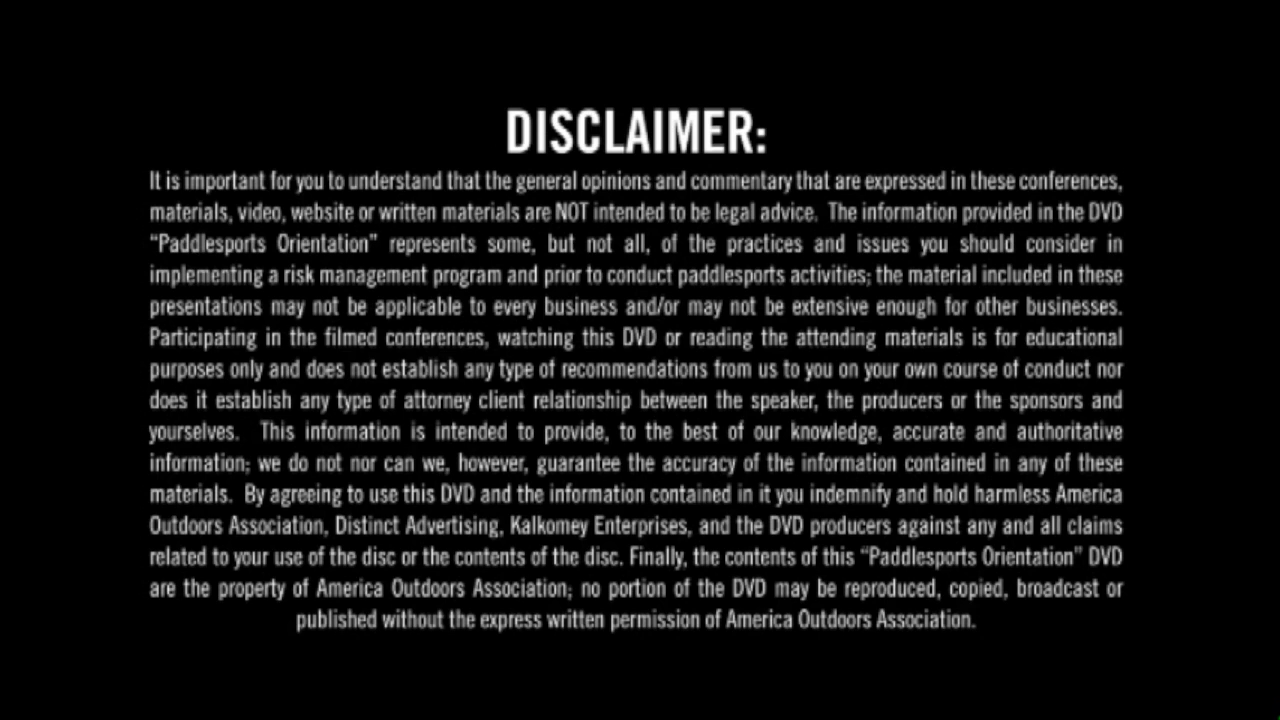 DISCLAIMER:
It is important for you to understand that the general opinions and commentary that are expressed in these conferences,
materials, video, website or written materials are NOT intended to be legal advice.  The information provided in the DVD
“Paddlesports Orientation” represents some, but not all, of the practices and issues you should consider in
implementing a risk management program and prior to conduct paddlesports activities; the material included in these
presentations may not be applicable to every business and/or may not be extensive enough for other businesses.
Participating in the filmed conferences, watching this DVD or reading the attending materials is for educational
purposes only and does not establish any type of recommendations from us to you on your own course of conduct nor
does it establish any type of attorney client relationship between the speaker, the producers or the sponsors and
yourselves.  This information is intended to provide, to the best of our knowledge, accurate and authoritative
information; we do not nor can we, however, guarantee the accuracy of the information contained in any of these
materials.  By agreeing to use this DVD and the information contained in it you indemnify and hold harmless America
Outdoors Association, Distinct Advertising, Kalkomey Enterprises, and the DVD producers against any and all claims
related to your use of the disc or the contents of the disc. Finally, the contents of this “Paddlesports Orientation” DVD
are the property of America Outdoors Association; no portion of the DVD may be reproduced, copied, broadcast or
published without the express written permission of America Outdoors Association.